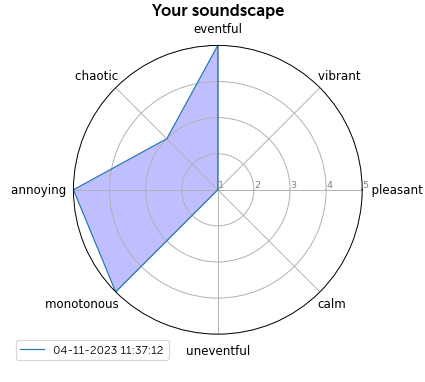 Your soundscape
eventful
chaotic
vibrant
annoying
1 2 3 4 5
pleasant
monotonous
calm
uneventful
04-11-2023 11:37:12